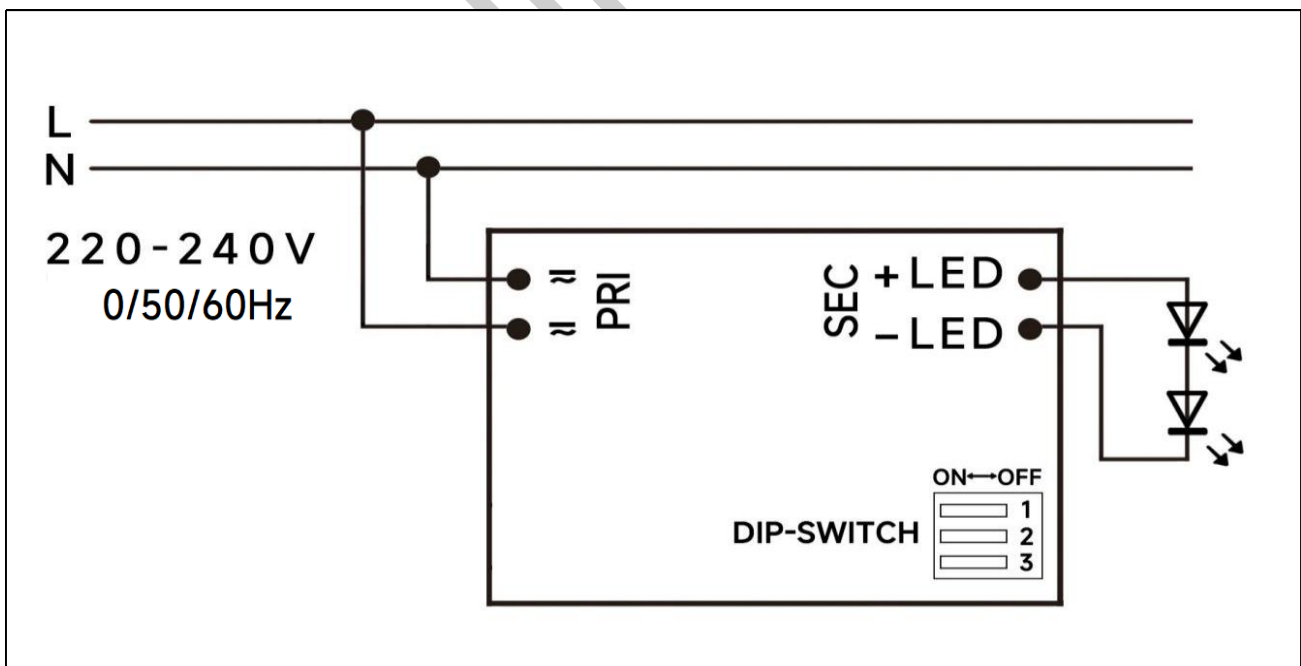 L
N
220-240V
0/50/60Hz
PRI
SEC
+LED
-LED
ON↔OFF
1
DIP-SWITCH 2
3